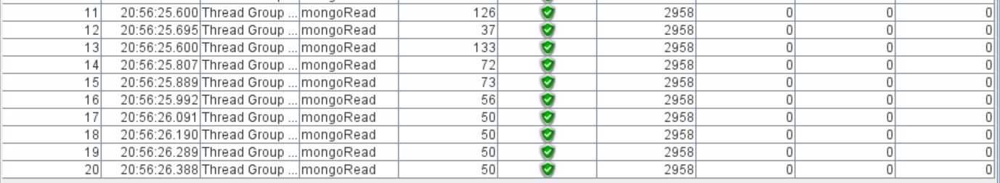 11 20:56:25.600 Thread Group ... mongoRead 126 2958 0 0 0
12 20:56:25.695 Thread Group ... mongoRead 37 2958 0 0 0
13 20:56:25.600 Thread Group ... mongoRead 133 2958 0 0 0
14 20:56:25.807 Thread Group ... mongoRead 72 2958 0 0 0
15 20:56:25.889 Thread Group ... mongoRead 73 2958 0 0 0
16 20:56:25.992 Thread Group ... mongoRead 56 2958 0 0 0
17 20:56:26.091 Thread Group ... mongoRead 50 2958 0 0 0
18 20:56:26.190 Thread Group ... mongoRead 50 2958 0 0 0
19 20:56:26.289 Thread Group ... mongoRead 50 2958 0 0 0
20 20:56:26.388 Thread Group ... mongoRead 50 2958 0 0 0